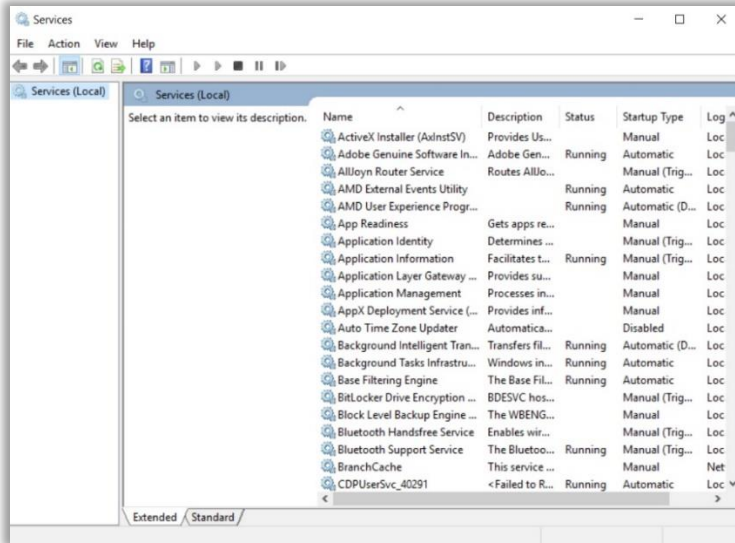 Services
File Action View Help
Services (Local)
Services (Local)
Select an item to view its description.
Name Description Status Startup Type Log
ActiveX Installer (AxInstSV) Provides Us... Manual Loc
Adobe Genuine Software In... Adobe Gen... Running Automatic Loc
AllJoyn Router Service Routes AllJo... Manual (Trig... Loc
AMD External Events Utility Running Automatic Loc
AMD User Experience Progr... Running Automatic (D... Loc
App Readiness Gets apps re... Manual Loc
Application Identity Determines ... Manual (Trig... Loc
Application Information Facilitates t... Running Manual (Trig... Loc
Application Layer Gateway ... Provides su... Manual Loc
Application Management Processes in... Manual Loc
AppX Deployment Service (... Provides inf... Manual Loc
Auto Time Zone Updater Automatica... Disabled Loc
Background Intelligent Tran... Transfers fil... Running Automatic (D... Loc
Background Tasks Infrastru... Windows in... Running Automatic Loc
Base Filtering Engine The Base Fil... Running Automatic Loc
BitLocker Drive Encryption ... BDESVC hos... Manual (Trig... Loc
Block Level Backup Engine ... The WBENG... Manual Loc
Bluetooth Handsfree Service Enables wir... Manual (Trig... Loc
Bluetooth Support Service The Bluetoo... Running Manual (Trig... Loc
BranchCache This service ... Manual Net
CDPUserSvc_40291 <Failed to R... Running Automatic Loc
Extended Standard